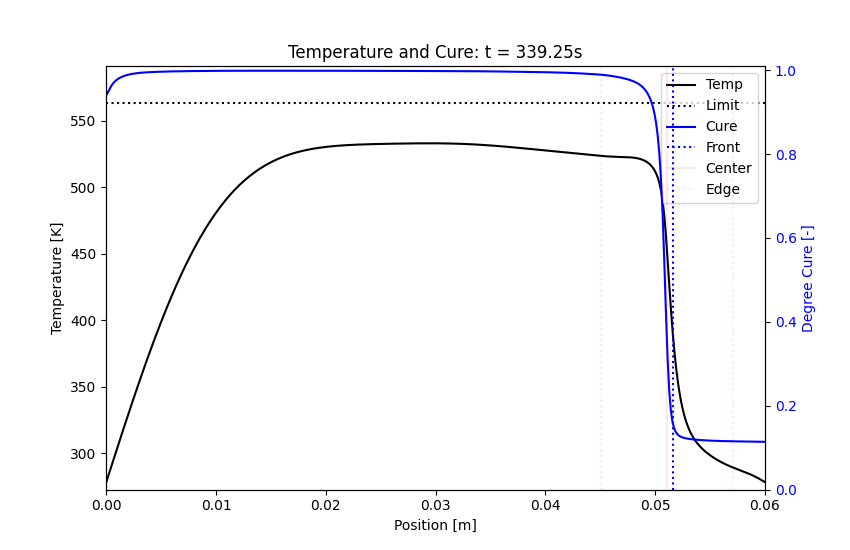 Temperature and Cure: t = 339.25s
Temp
Limit
Cure
Front
Center
Edge
550
500
450
400
350
300
Temperature [K]
1.0
0.8
0.6
0.4
0.2
0.0
Degree Cure [-]
0.00 0.01 0.02 0.03 0.04 0.05 0.06
Position [m]